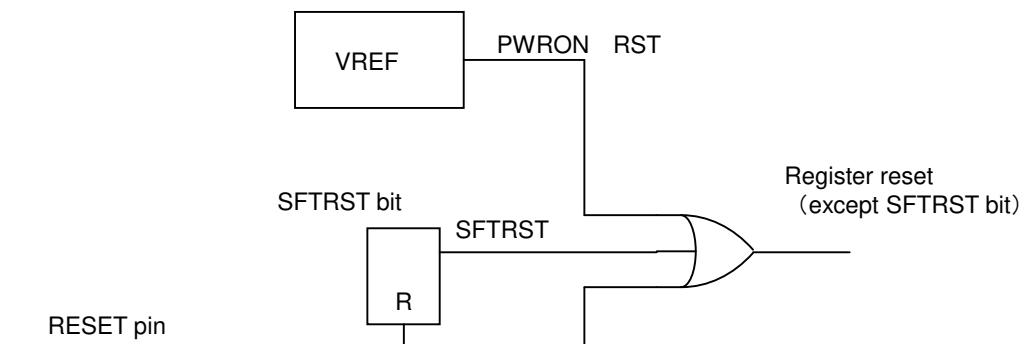 VREF
PWRON RST
SFTRST bit
SFTRST
Register reset
（except SFTRST bit）
R
RESET pin